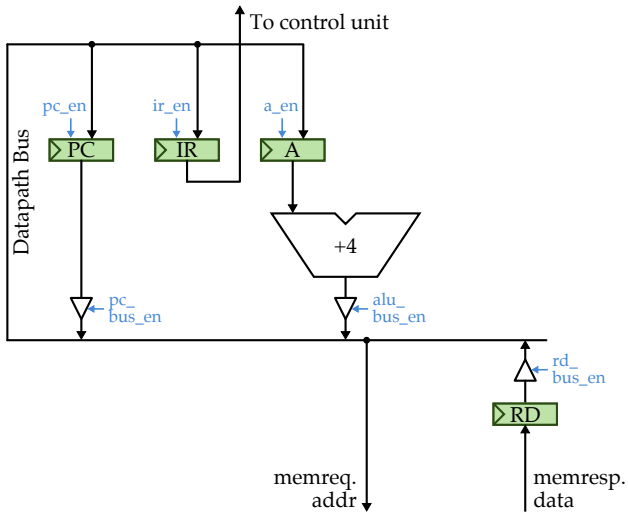 To control unit
pc_en
ir_en
a_en
PC
IR
A
Datapath Bus
+4
pc_
bus_en
alu_
bus_en
rd_
bus_en
RD
memreq.
addr
memresp.
data